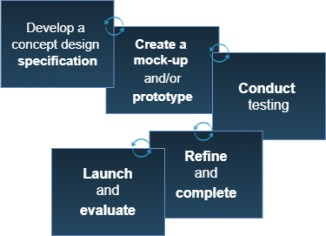 Develop a
concept design
specification
Create a
mock-up
and/or
prototype
Conduct
testing
Refine
and
complete
Launch
and
evaluate